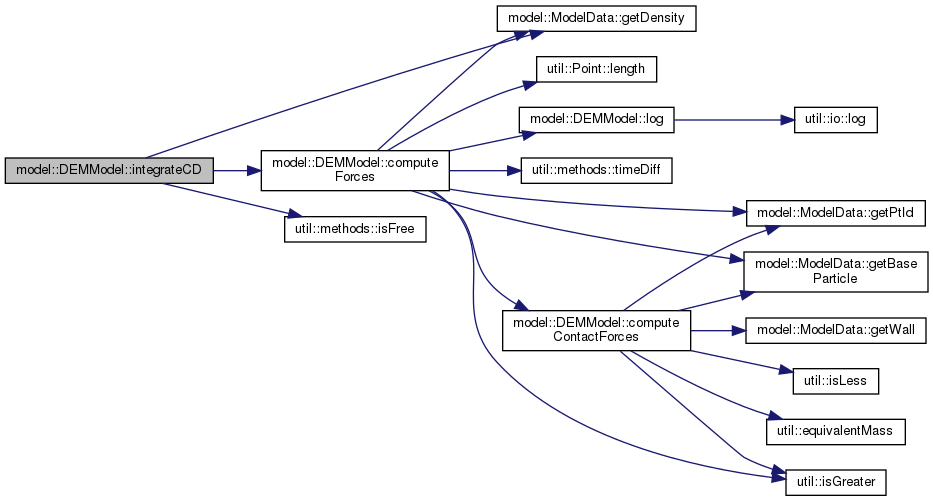 model::ModelData::getDensity
util::Point::length
model::DEMModel::log
util::io::log
model::DEMModel::integrateCD
model::DEMModel::compute
Forces
util::methods::timeDiff
util::methods::isFree
model::ModelData::getPtId
model::ModelData::getBase
Particle
model::DEMModel::compute
ContactForces
model::ModelData::getWall
util::isLess
util::equivalentMass
util::isGreater